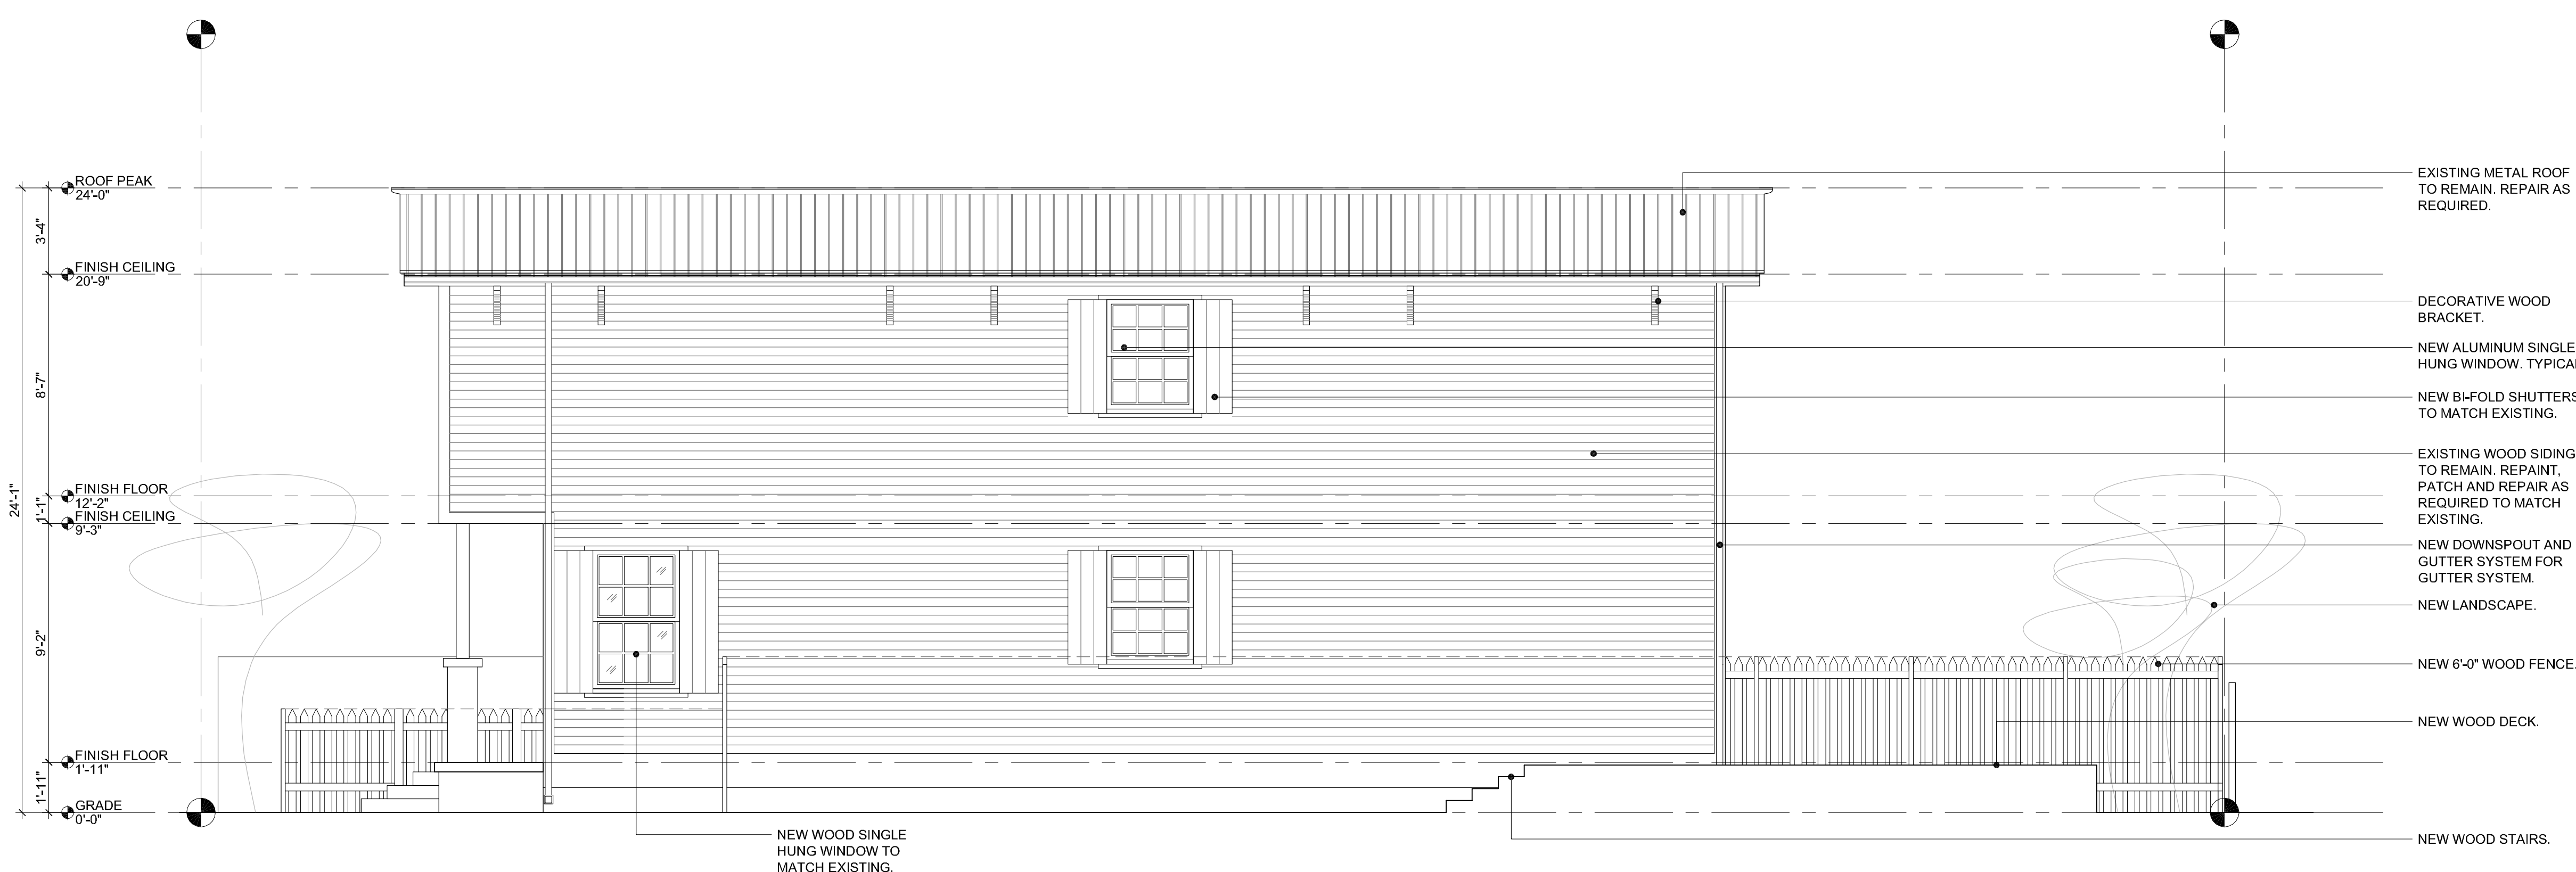 ROOF PEAK
24'-0"
3'-4"
FINISH CEILING
20'-9"
8'-7"
24'-1"
FINISH FLOOR
12'-2"
1'-1"
FINISH CEILING
9'-3"
9'-2"
FINISH FLOOR
1'-11"
1'-11"
GRADE
0'-0"
NEW WOOD SINGLE
HUNG WINDOW TO
MATCH EXISTING.
EXISTING METAL ROOF
TO REMAIN. REPAIR AS
REQUIRED.
DECORATIVE WOOD
BRACKET.
NEW ALUMINUM SINGLE
HUNG WINDOW. TYPICA
NEW BI-FOLD SHUTTERS
TO MATCH EXISTING.
EXISTING WOOD SIDING
TO REMAIN. REPAINT,
PATCH AND REPAIR AS
REQUIRED TO MATCH
EXISTING.
NEW DOWNSPOUT AND
GUTTER SYSTEM FOR
GUTTER SYSTEM.
NEW LANDSCAPE.
NEW 6'-0" WOOD FENCE.
NEW WOOD DECK.
NEW WOOD STAIRS.